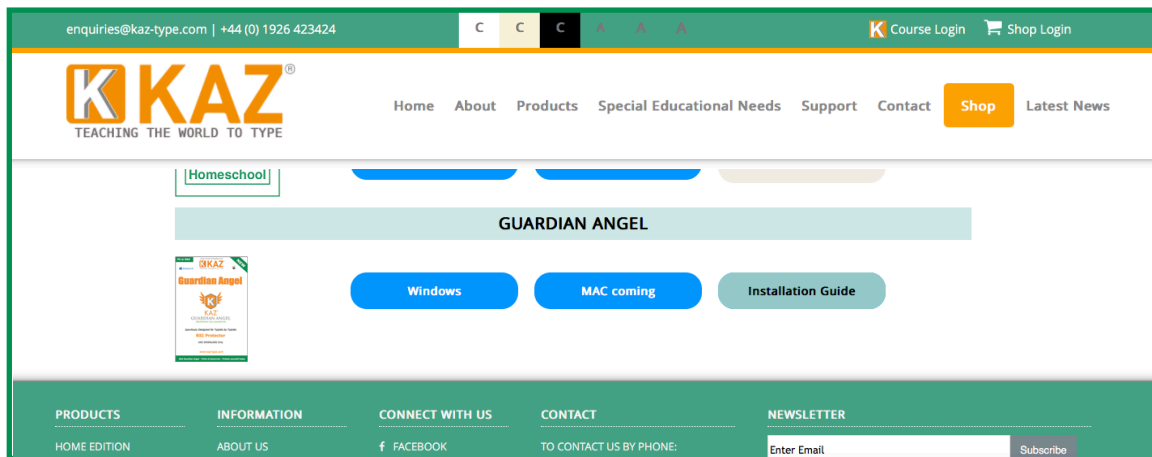 enquiries@kaz-type.com | +44 (0) 1926 423424
C C C A A A
Course Login Shop Login
K KAZ®
TEACHING THE WORLD TO TYPE
Home About Products Special Educational Needs Support Contact Shop Latest News
Homeschool
GUARDIAN ANGEL
KAZ
Guardian Angel
KAZ
GUARDIAN ANGEL
Windows MAC coming Installation Guide
PRODUCTS INFORMATION CONNECT WITH US CONTACT NEWSLETTER
HOME EDITION ABOUT US FACEBOOK TO CONTACT US BY PHONE: Enter Email Subscribe